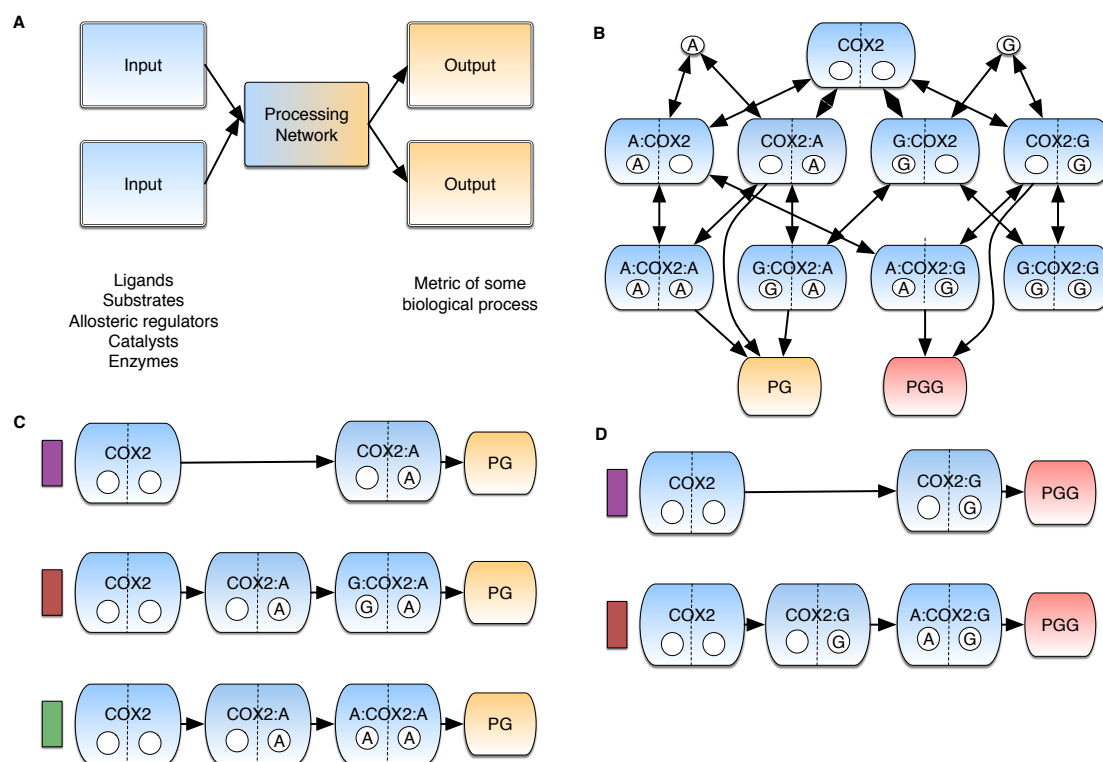 A
Input
Input
Processing
Network
Output
Output
Ligands
Substrates
Allosteric regulators
Catalysts
Enzymes
Metric of some
biological process
B
A
COX2
G
A:COX2
A
COX2:A
A
G:COX2
G
COX2:G
G
A:COX2:A
A A
G:COX2:A
G A
A:COX2:G
A G
G:COX2:G
G G
PG
PGG
C
COX2
COX2:A
A
PG
COX2
COX2:A
A
G:COX2:A
G A
PG
COX2
COX2:A
A
A:COX2:A
A A
PG
D
COX2
COX2:G
G
PGG
COX2
COX2:G
G
A:COX2:G
A G
PGG